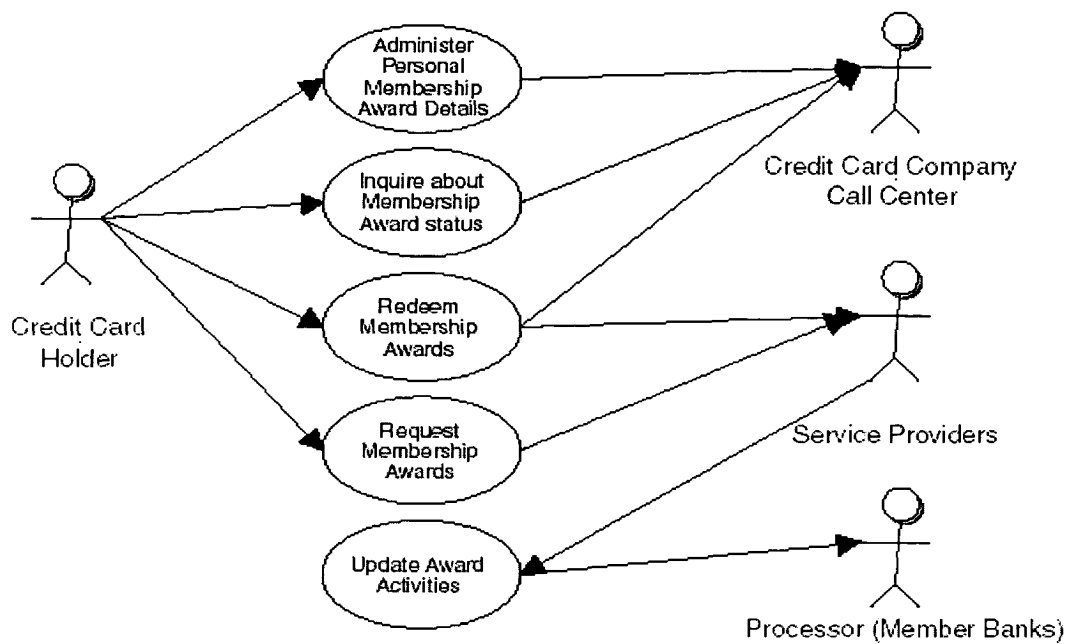 Administer
Personal
Membership
Award Details
Credit Card Company
Call Center
Inquire about
Membership
Award status
Credit Card
Holder
Redeem
Membership
Awards
Request
Membership
Awards
Service Providers
Update Award
Activities
Processor (Member Banks)